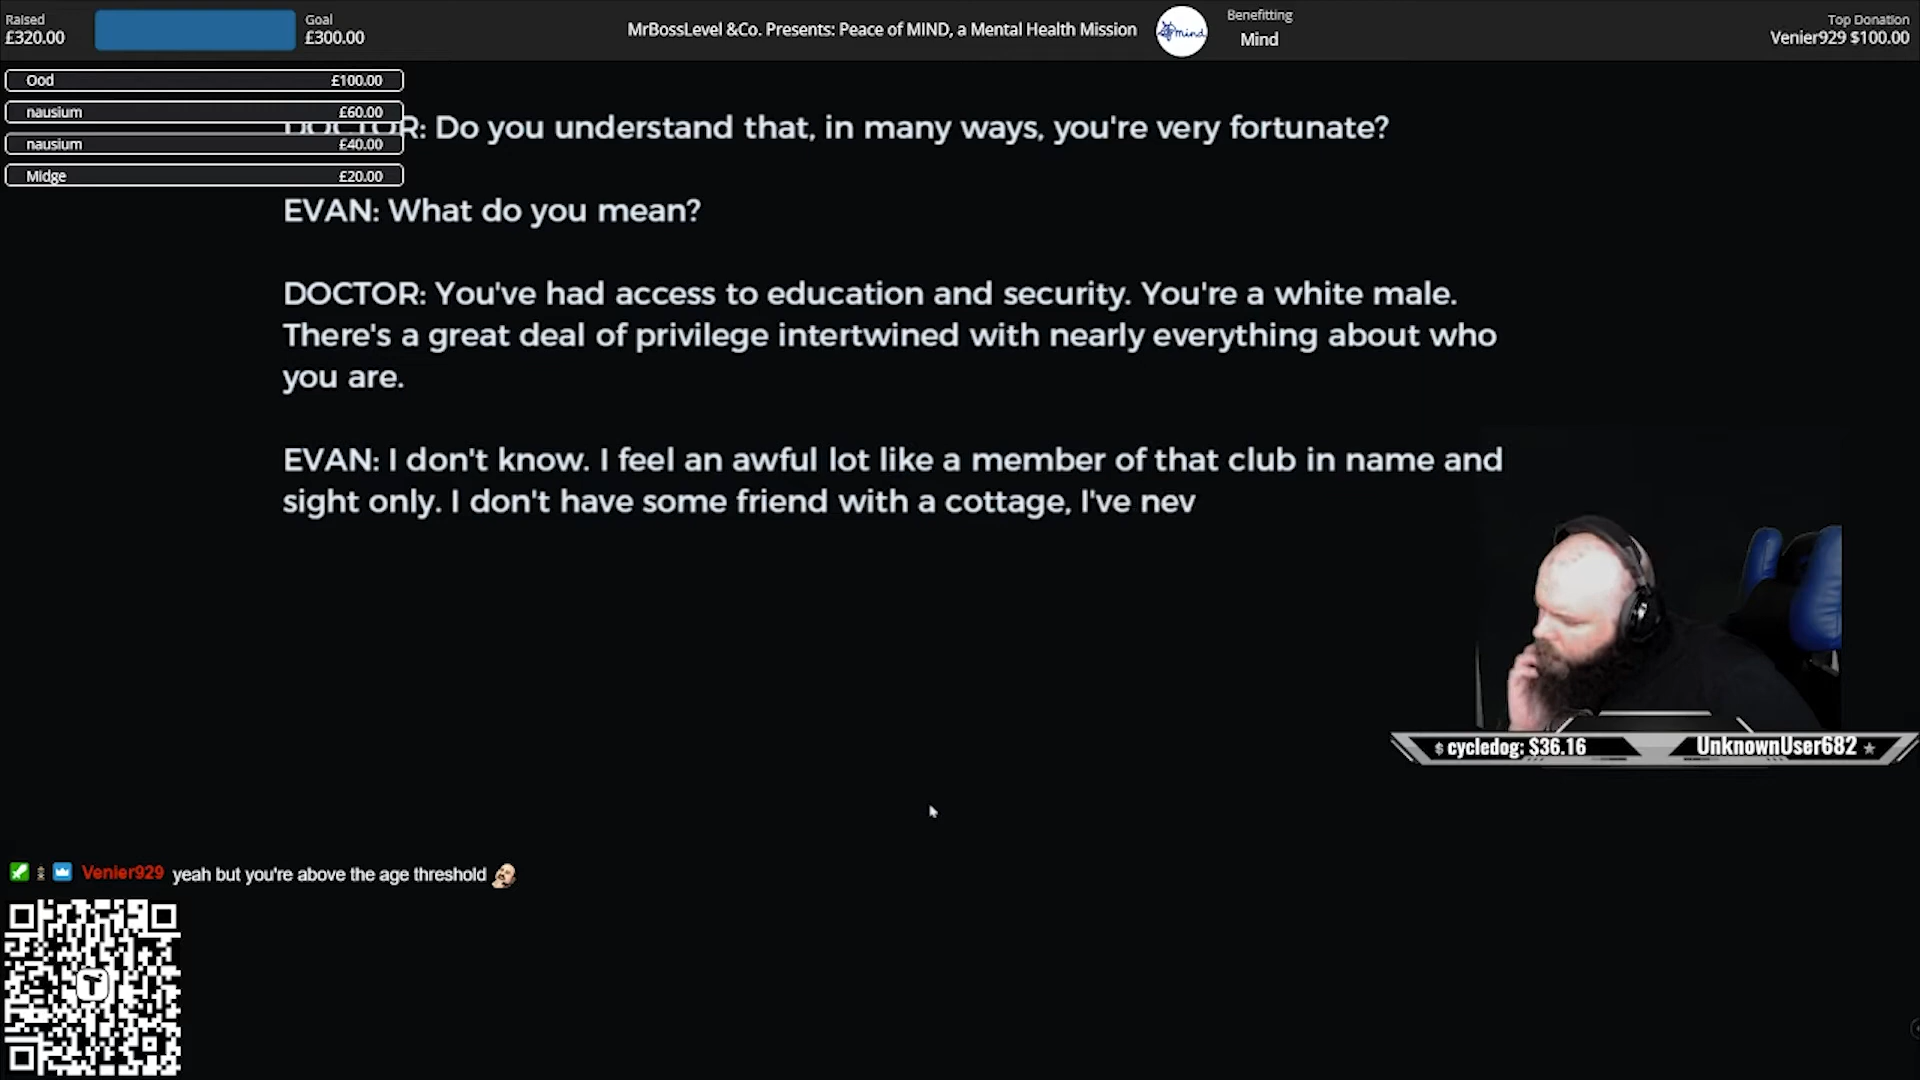 Raised
£320.00
Goal
£300.00
MrBossLevel &Co. Presents: Peace of MIND, a Mental Health Mission
mind
Benefitting
Mind
Top Donation
Venier929 $100.00
Ood £100.00
nausium £60.00
nausium £40.00
Midge £20.00
DOCTOR: Do you understand that, in many ways, you're very fortunate?
EVAN: What do you mean?
DOCTOR: You've had access to education and security. You're a white male.
There's a great deal of privilege intertwined with nearly everything about who
you are.
EVAN: I don't know. I feel an awful lot like a member of that club in name and
sight only. I don't have some friend with a cottage, I've nev
$ cycledog: $36.16
UnknownUser682
Venier929 yeah but you're above the age threshold